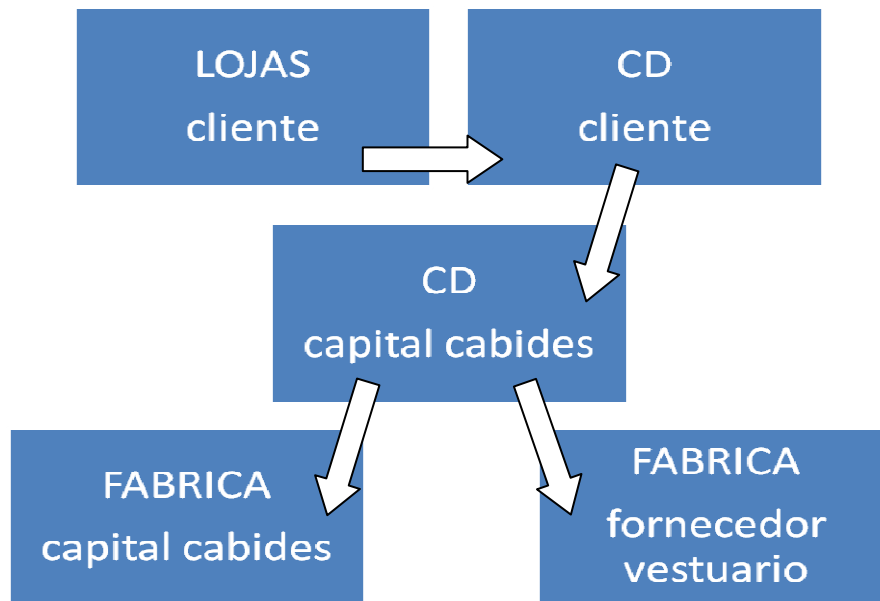 LOJAS
cliente
CD
cliente
CD
capital cabides
FABRICA
capital cabides
FABRICA
fornecedor
vestuario